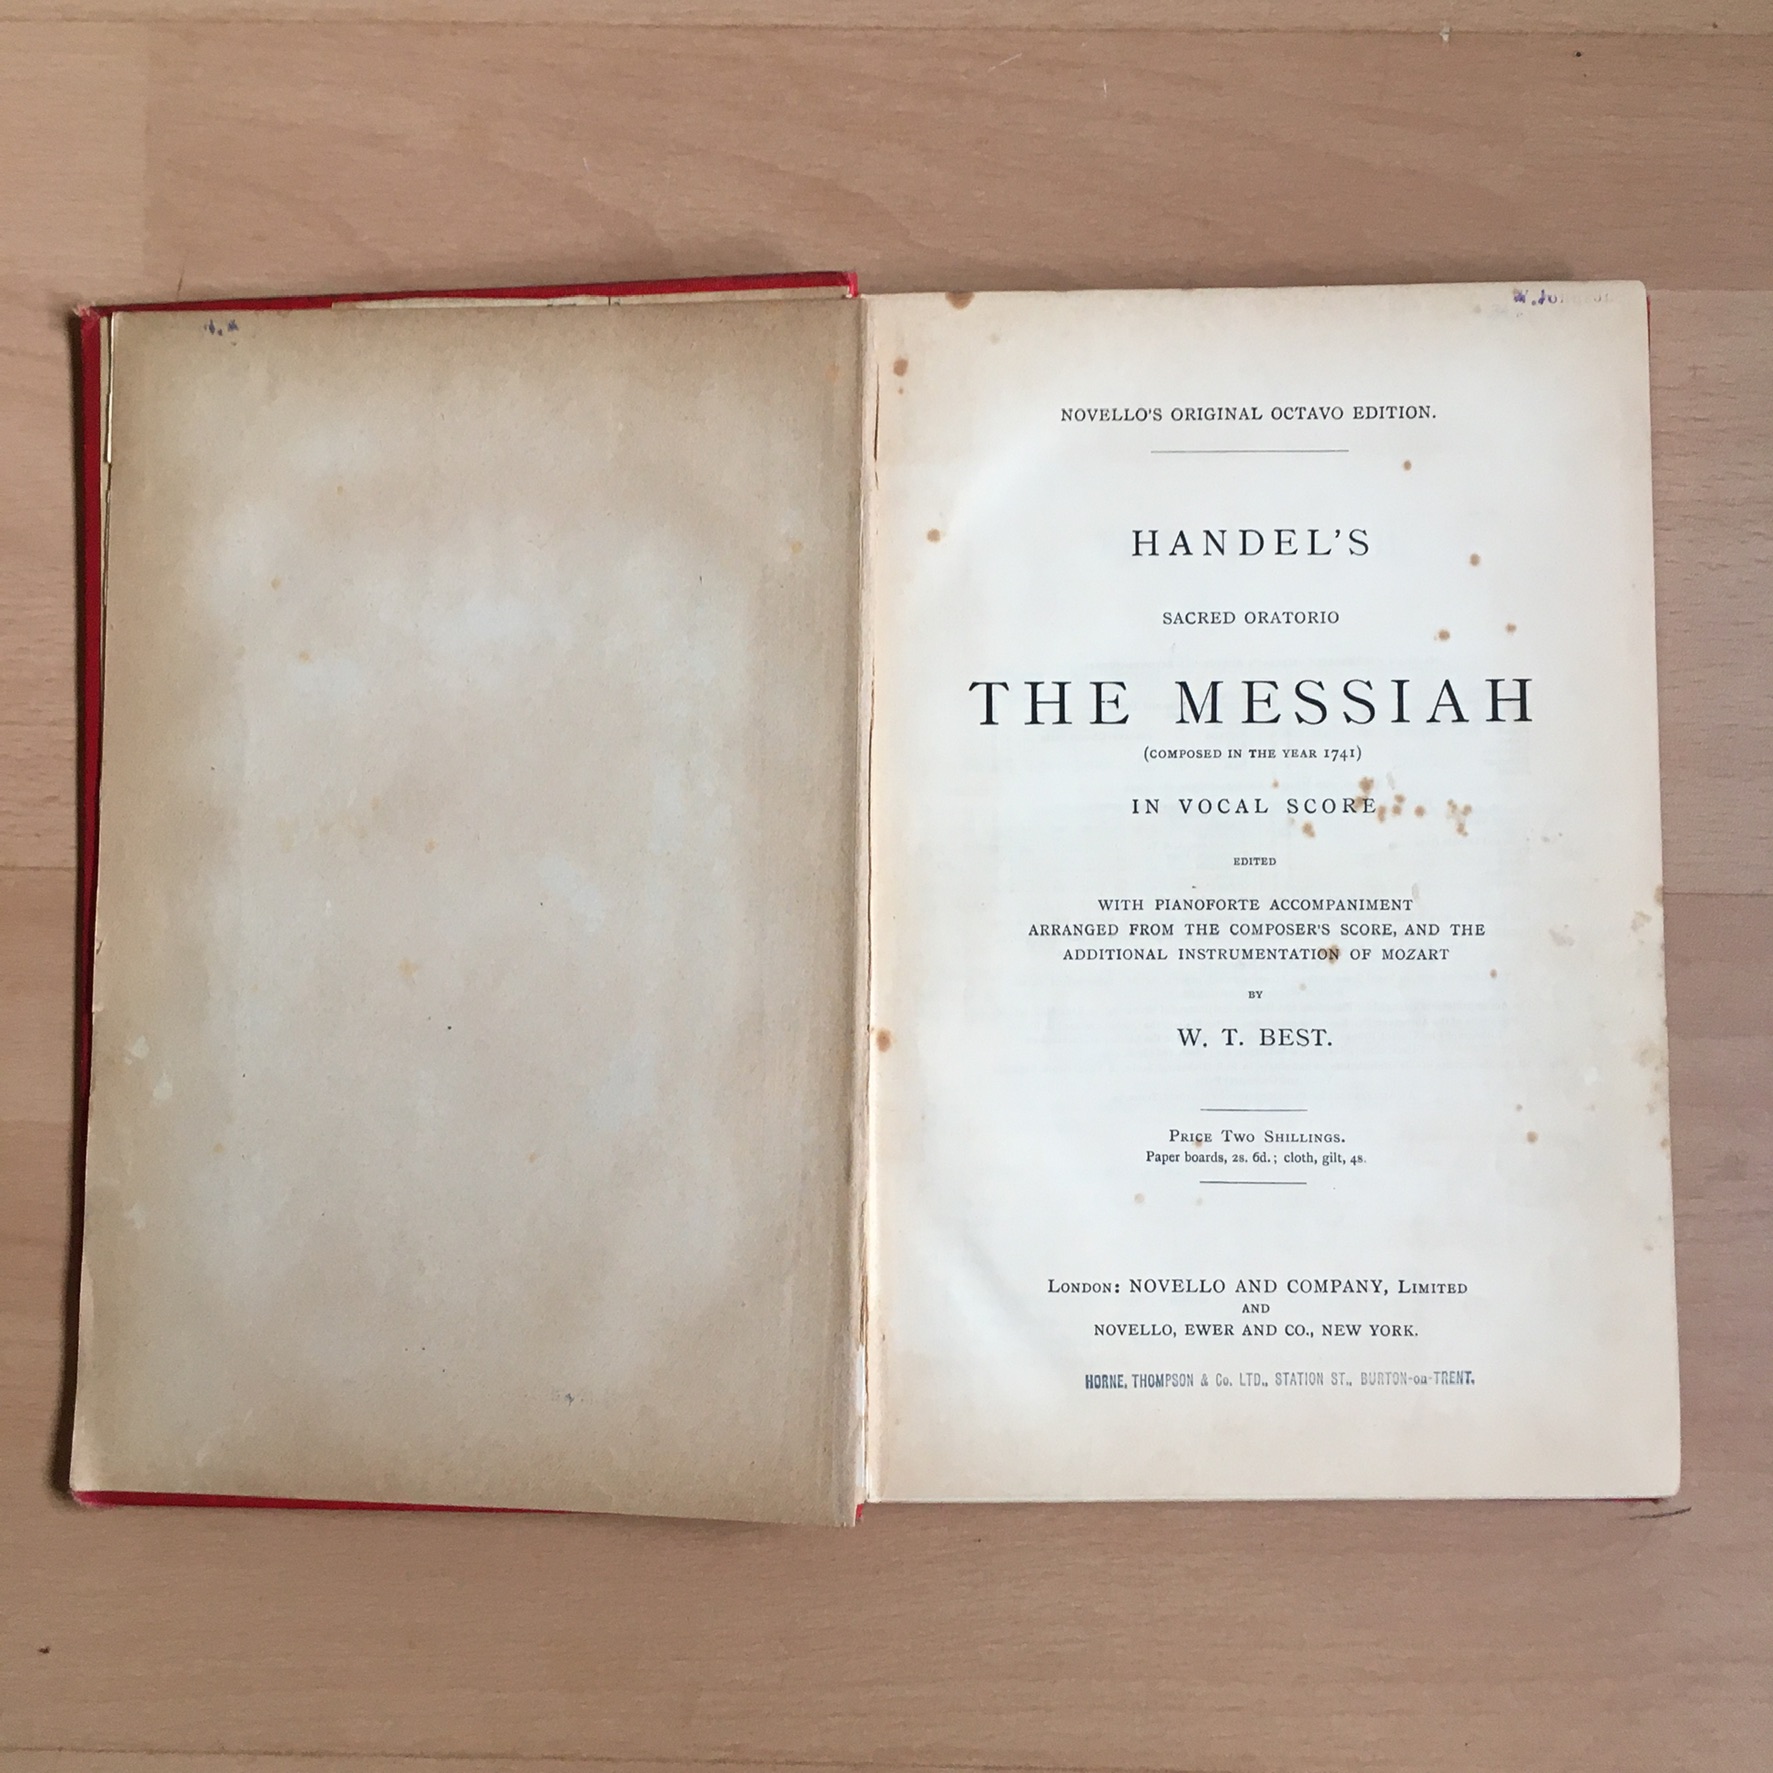 NOVELLO'S ORIGINAL OCTAVO EDITION.
HANDEL'S
SACRED ORATORIO
THE MESSIAH
(COMPOSED IN THE YEAR 1741)
IN VOCAL SCORE
EDITED
WITH PIANOFORTE ACCOMPANIMENT
ARRANGED FROM THE COMPOSER'S SCORE, AND THE
ADDITIONAL INSTRUMENTATION OF MOZART
BY
W. T. BEST.
PRICE TWO SHILLINGS.
Paper boards, 2s. 6d.; cloth, gilt, 4s.
LONDON: NOVELLO AND COMPANY, LIMITED
AND
NOVELLO, EWER AND CO., NEW YORK.
HORNE, THOMPSON & Co. LTD., STATION ST., BURTON-on-TRENT.